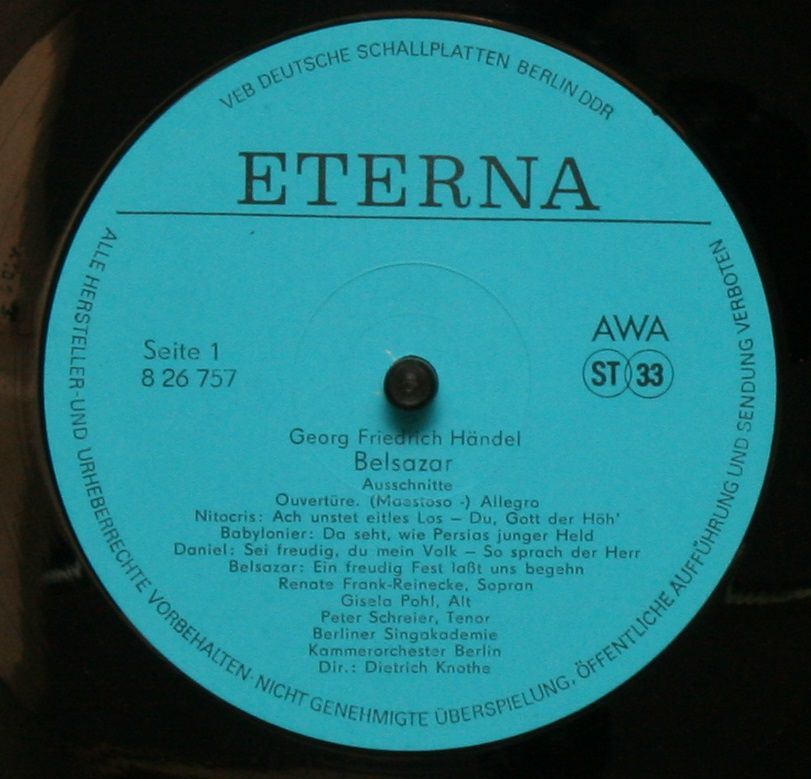 VEB DEUTSCHE SCHALLPLATTEN BERLIN DDR
ETERNA
AWA
Seite 1
ST 33
8 26 757
Georg Friedrich Händel
Belsazar
Ausschnitte
Ouvertüre. (Maestoso -) Allegro
Nitocris: Ach unstet eitles Los – Du, Gott der Höh'
Babylonier: Da seht, wie Persias junger Held
Daniel: Sei freudig, du mein Volk – So sprach der Herr
Belsazar: Ein freudig Fest laßt uns begehn
Renate Frank-Reinecke, Sopran
Gisela Pohl, Alt
Peter Schreier, Tenor
Berliner Singakademie
Kammerorchester Berlin
Dir.: Dietrich Knothe
ALLE HERSTELLER-UND URHEBERRECHTE VORBEHALTEN·NICHT GENEHMIGTE ÜBERSPIELUNG, ÖFFENTLICHE AUFFÜHRUNG UND SENDUNG VERBOTEN